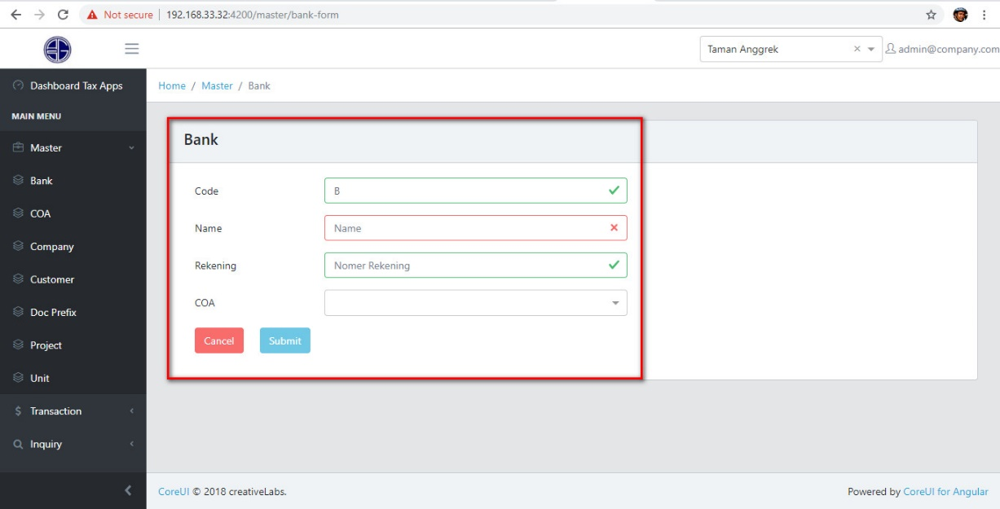 Not secure | 192.168.33.32:4200/master/bank-form
Taman Anggrek
admin@company.com
Dashboard Tax Apps
Home / Master / Bank
MAIN MENU
Master
Bank
COA
Company
Customer
Doc Prefix
Project
Unit
Transaction
Inquiry
Bank
Code
B
Name
Name
Rekening
Nomer Rekening
COA
Cancel
Submit
CoreUI © 2018 creativeLabs.
Powered by CoreUI for Angular